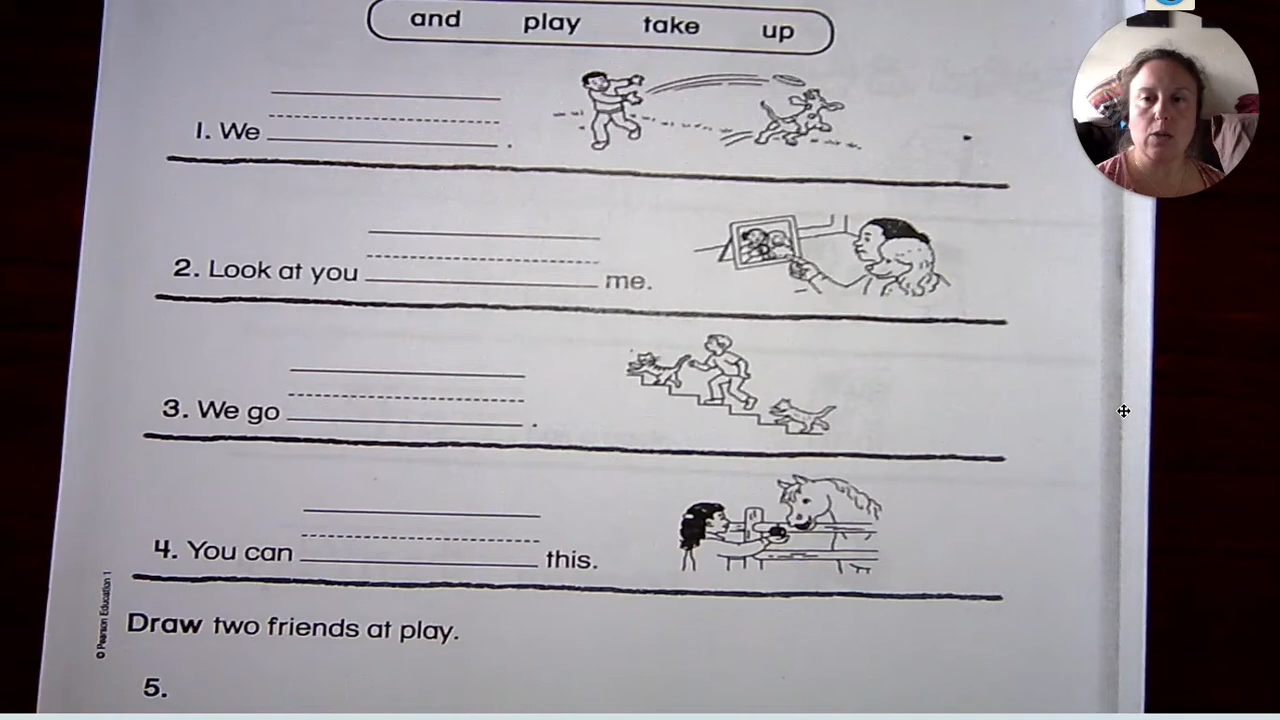 and play take up
1. We .
2. Look at you me.
3. We go .
4. You can this.
© Pearson Education 1
Draw two friends at play.
5.